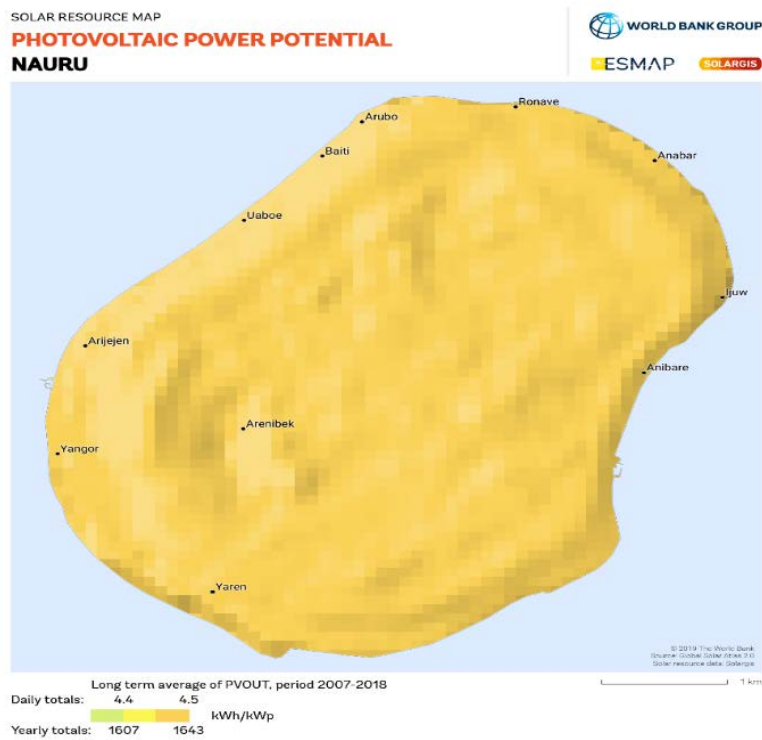 SOLAR RESOURCE MAP
PHOTOVOLTAIC POWER POTENTIAL
NAURU
WORLD BANK GROUP
ESMAP
SOLARGIS
Ronave
Arubo
Baiti
Anabar
Uaboe
Ijuw
Arijejen
Anibare
Arenibek
Yangor
Yaren
© 2019 The World Bank
Source: Global Solar Atlas 2.0
Solar resource data: Solargis
1 km
Long term average of PVOUT, period 2007-2018
Daily totals: 4.4 4.5
kWh/kWp
Yearly totals: 1607 1643